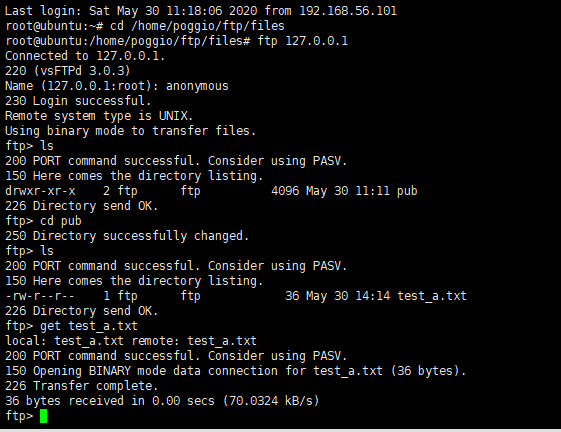 Last login: Sat May 30 11:18:06 2020 from 192.168.56.101
root@ubuntu:~# cd /home/poggio/ftp/files
root@ubuntu:/home/poggio/ftp/files# ftp 127.0.0.1
Connected to 127.0.0.1.
220 (vsFTPd 3.0.3)
Name (127.0.0.1:root): anonymous
230 Login successful.
Remote system type is UNIX.
Using binary mode to transfer files.
ftp> ls
200 PORT command successful. Consider using PASV.
150 Here comes the directory listing.
drwxr-xr-x    2 ftp      ftp          4096 May 30 11:11 pub
226 Directory send OK.
ftp> cd pub
250 Directory successfully changed.
ftp> ls
200 PORT command successful. Consider using PASV.
150 Here comes the directory listing.
-rw-r--r--    1 ftp      ftp            36 May 30 14:14 test_a.txt
226 Directory send OK.
ftp> get test_a.txt
local: test_a.txt remote: test_a.txt
200 PORT command successful. Consider using PASV.
150 Opening BINARY mode data connection for test_a.txt (36 bytes).
226 Transfer complete.
36 bytes received in 0.00 secs (70.0324 kB/s)
ftp>